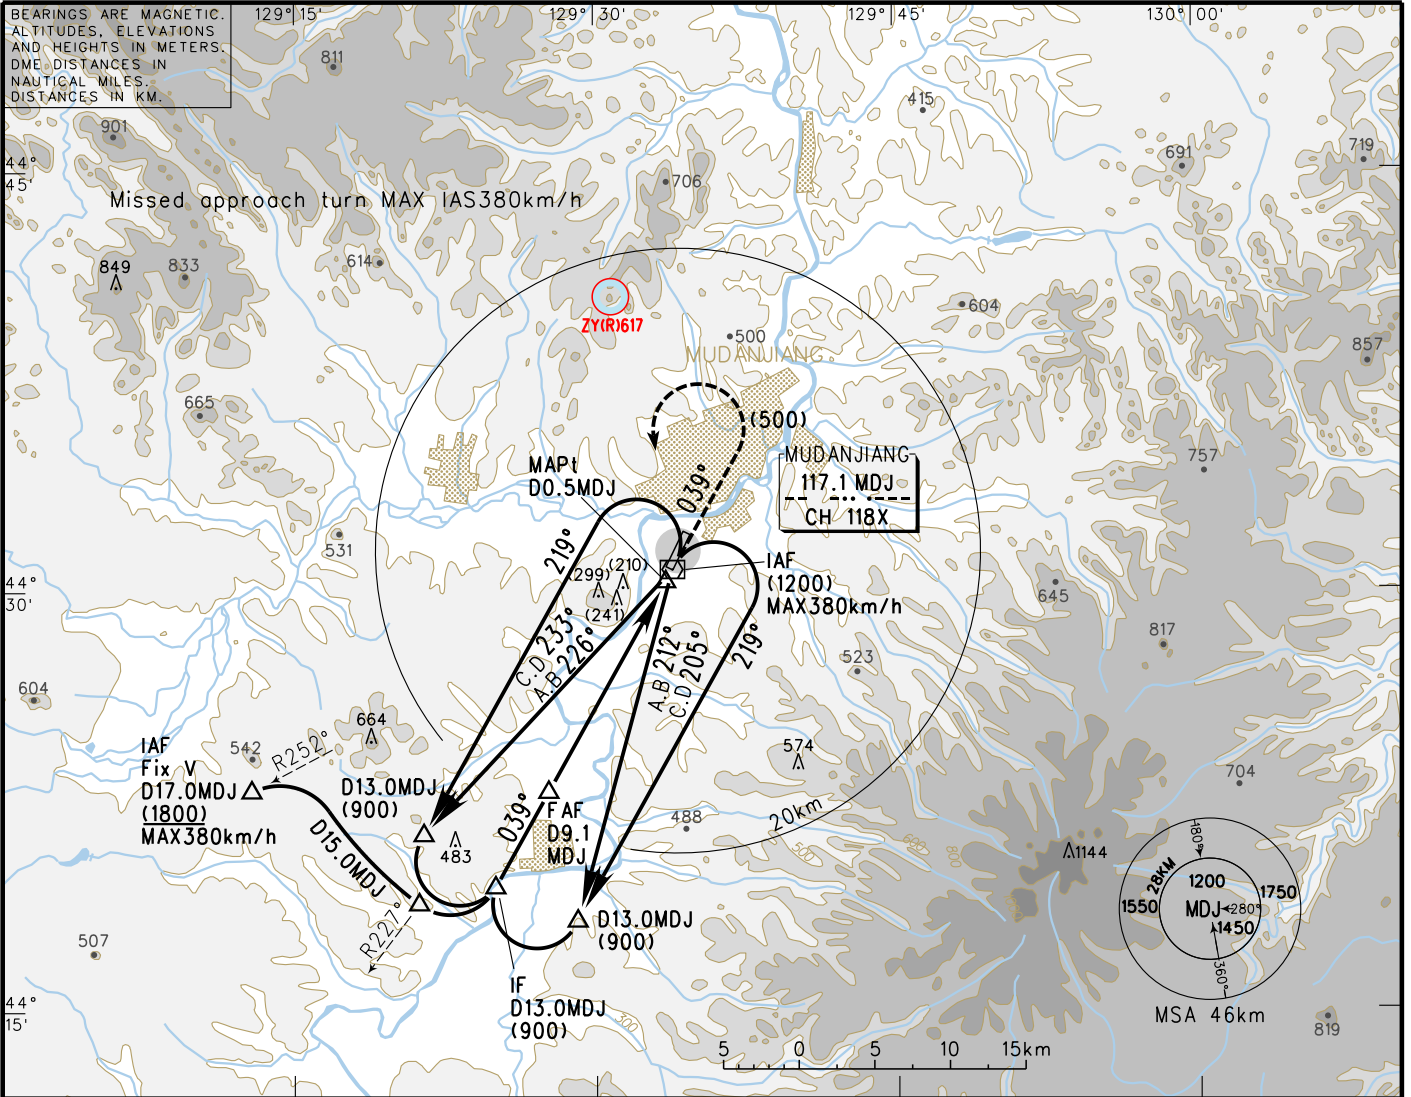 BEARINGS ARE MAGNETIC.
ALTITUDES, ELEVATIONS
AND HEIGHTS IN METERS.
DME DISTANCES IN
NAUTICAL MILES.
DISTANCES IN KM.
129° 15'
129° 30'
129° 45'
130° 00'
811
415
901
719
691
44°
45'
706
Missed approach turn MAX IAS380km/h
849
833
614
604
ZY(R)617
500
MUDANJIANG
857
665
(500)
MUDANJIANG
117.1 MDJ
CH 118X
757
MAPt
D0.5MDJ
039°
531
219°
IAF
(1200)
MAX380km/h
(299)
(210)
(241)
44°
30'
645
817
C.D 233°
A.B 226°
A.B 212°
C.D 205°
219°
523
604
664
574
542
R252°
IAF
Fix V
D17.0MDJ
(1800)
MAX380km/h
D13.0MDJ
(900)
704
039°
FAF
D9.1
MDJ
488
20km
500
600
800
D15.0MDJ
483
1144
180°
28KM
1200
1750
1550
MDJ
280°
1450
360°
MSA 46km
R227°
D13.0MDJ
(900)
507
IF
D13.0MDJ
(900)
300
44°
15'
819
5
0
5
10
15km